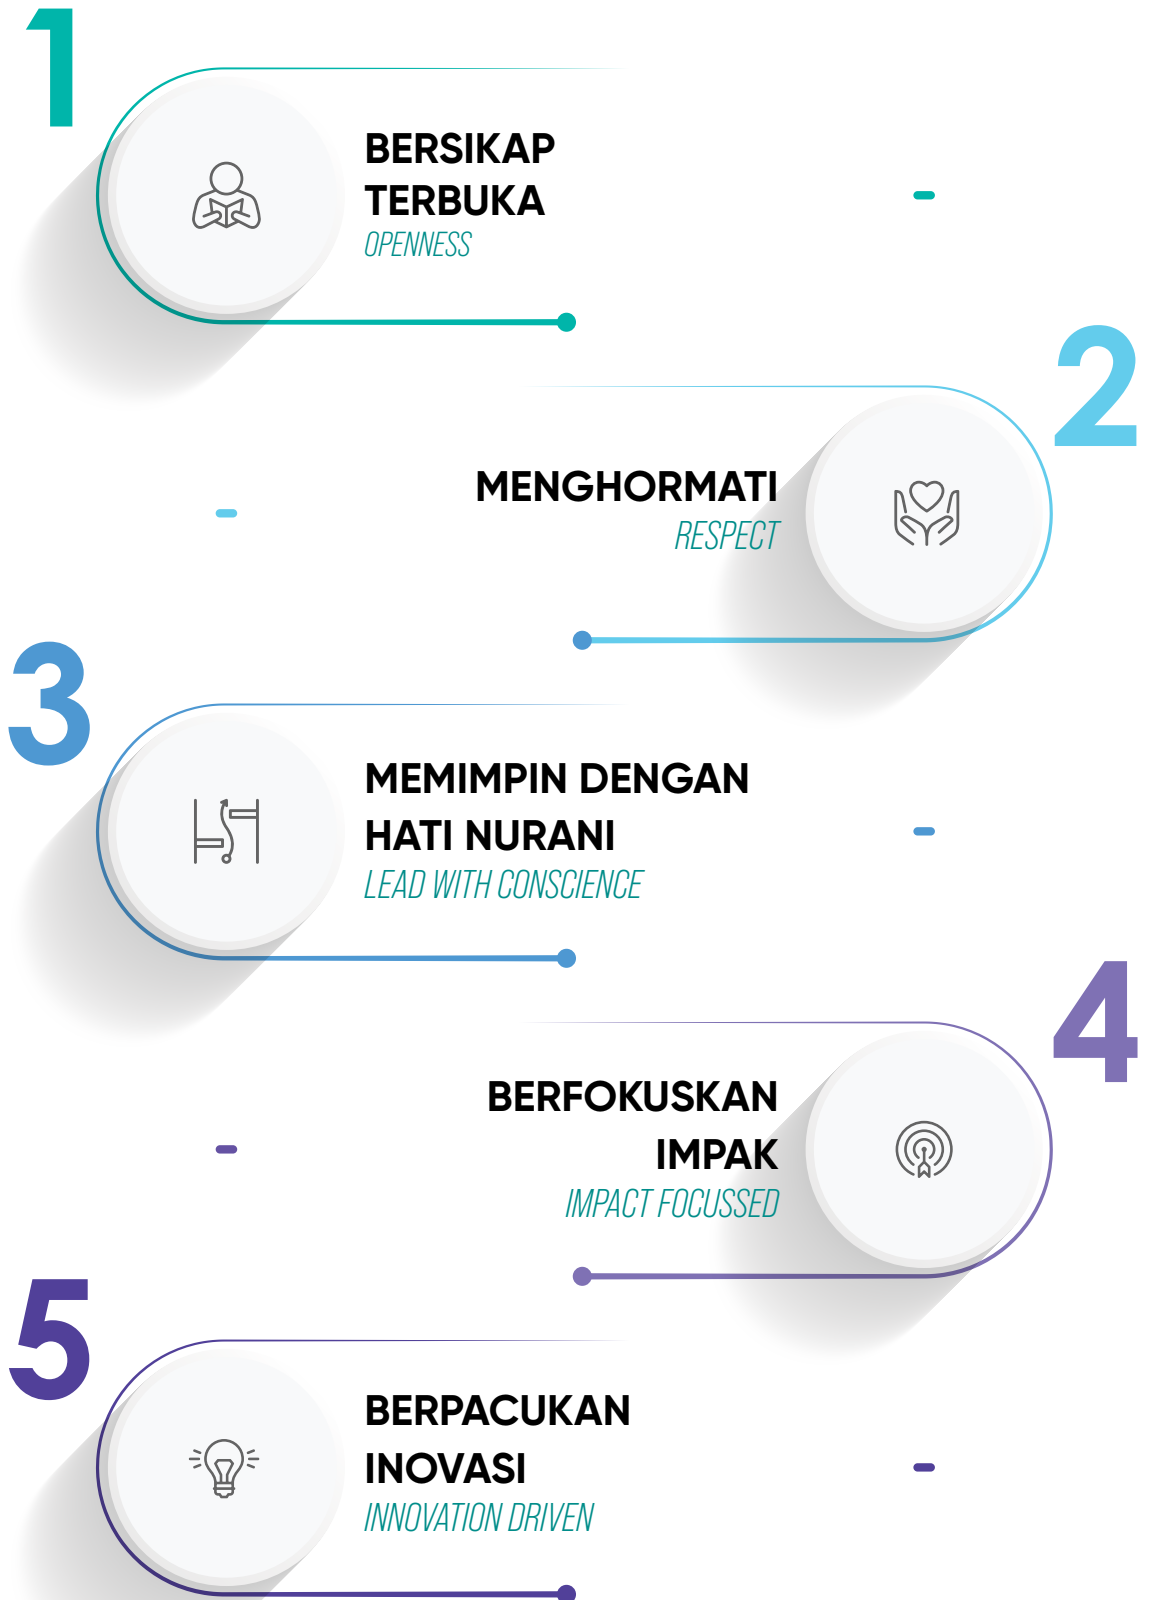 1
BERSIKAP
TERBUKA
OPENNESS
2
MENGHORMATI
RESPECT
3
MEMIMPIN DENGAN
HATI NURANI
LEAD WITH CONSCIENCE
4
BERFOKUSKAN
IMPAK
IMPACT FOCUSSED
5
BERPACUKAN
INOVASI
INNOVATION DRIVEN